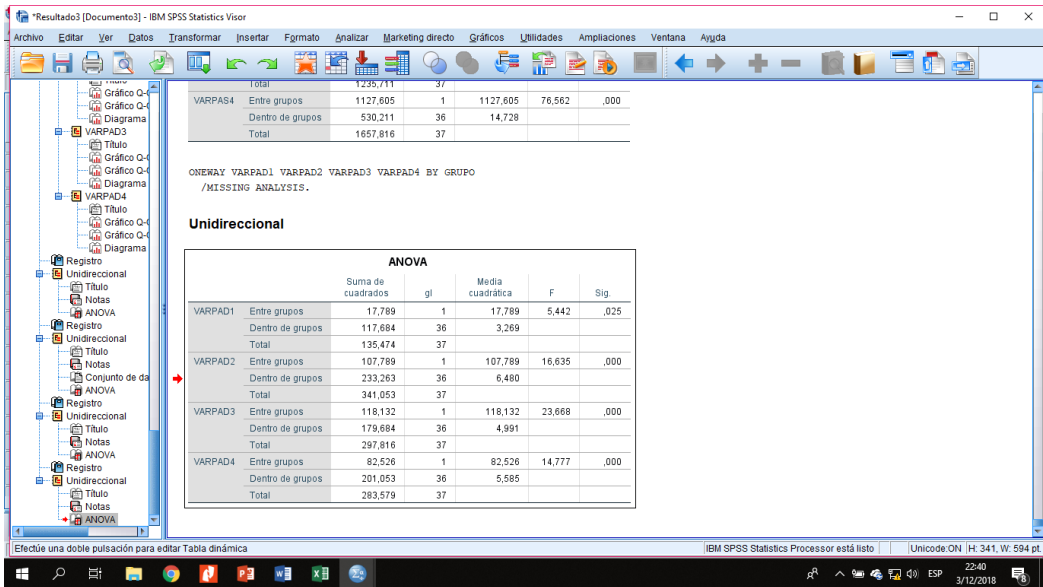 *Resultado3 [Documento3] - IBM SPSS Statistics Visor
Archivo Editar Ver Datos Transformar Insertar Formato Analizar Marketing directo Gráficos Utilidades Ampliaciones Ventana Ayuda
Gráfico Q-
Gráfico Q-
Diagrama
VARPAD3
Título
Gráfico Q-
Gráfico Q-
Diagrama
VARPAD4
Título
Gráfico Q-
Gráfico Q-
Diagrama
Registro
Unidireccional
Título
Notas
ANOVA
Registro
Unidireccional
Título
Notas
Conjunto de da
ANOVA
Registro
Unidireccional
Título
Notas
ANOVA
Registro
Unidireccional
Título
Notas
ANOVA
Total 1235,711 37
VARPAS4 Entre grupos 1127,605 1 1127,605 76,562 ,000
Dentro de grupos 530,211 36 14,728
Total 1657,816 37
ONEWAY VARPAD1 VARPAD2 VARPAD3 VARPAD4 BY GRUPO
/MISSING ANALYSIS.
Unidireccional
ANOVA
Suma de cuadrados gl Media cuadrática F Sig.
VARPAD1 Entre grupos 17,789 1 17,789 5,442 ,025
Dentro de grupos 117,684 36 3,269
Total 135,474 37
VARPAD2 Entre grupos 107,789 1 107,789 16,635 ,000
Dentro de grupos 233,263 36 6,480
Total 341,053 37
VARPAD3 Entre grupos 118,132 1 118,132 23,668 ,000
Dentro de grupos 179,684 36 4,991
Total 297,816 37
VARPAD4 Entre grupos 82,526 1 82,526 14,777 ,000
Dentro de grupos 201,053 36 5,585
Total 283,579 37
Efectúe una doble pulsación para editar Tabla dinámica
IBM SPSS Statistics Processor está listo
Unicode:ON H: 341, W: 594 pt.
ESP
22:40
3/12/2018
8